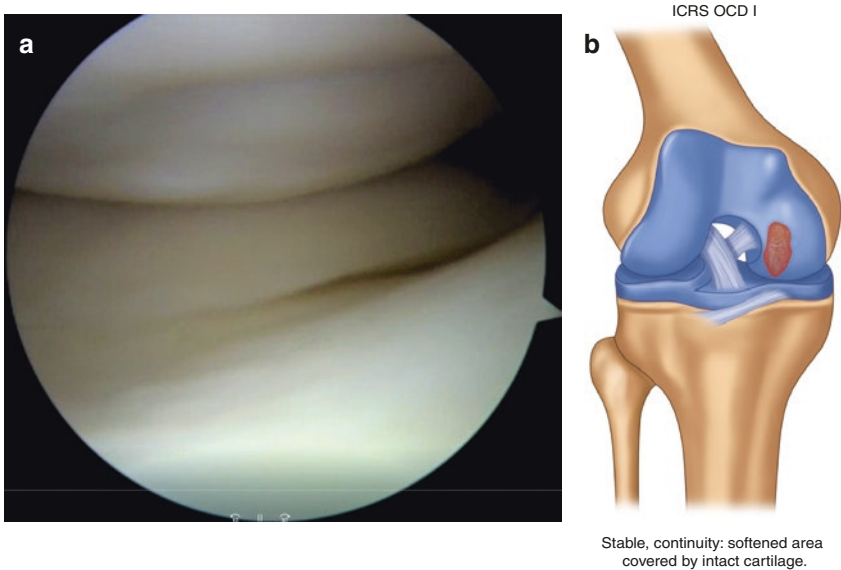 a
b
ICRS OCD I
Stable, continuity: softened area
covered by intact cartilage.